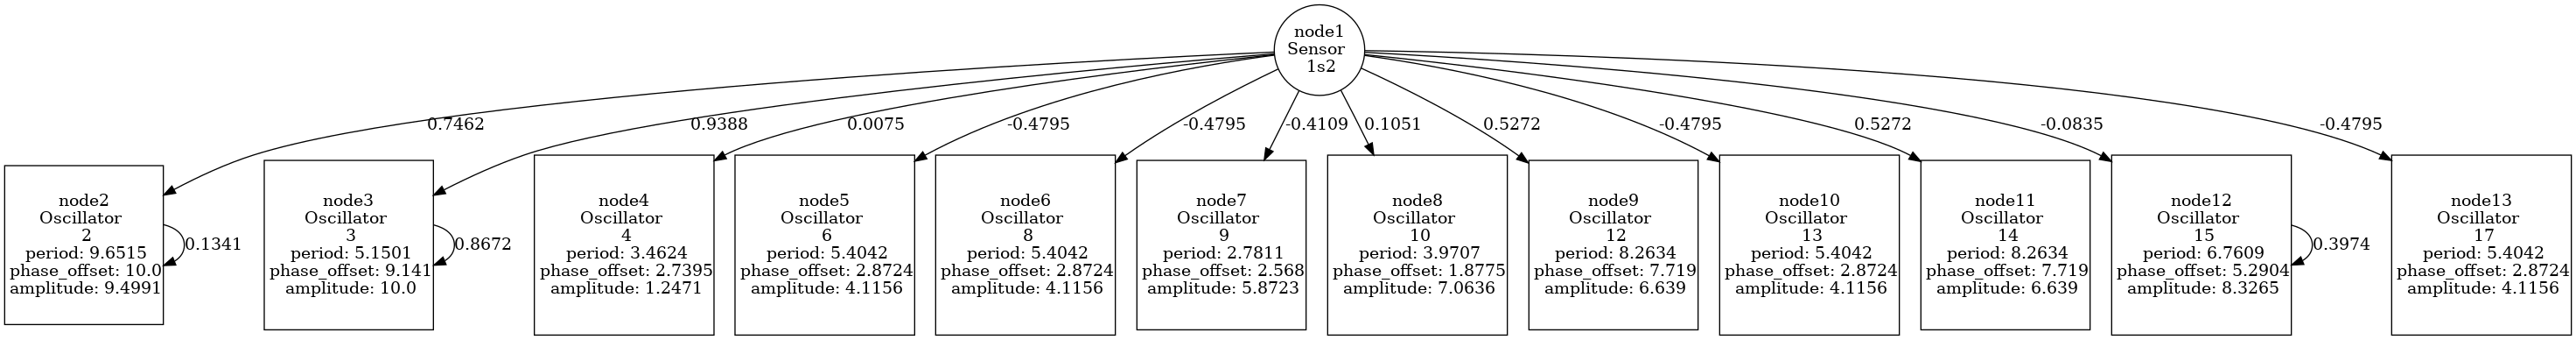 node1
Sensor
1s2
0.7462
0.9388
0.0075
-0.4795
-0.4795
-0.4109
0.1051
0.5272
-0.4795
0.5272
-0.0835
-0.4795
node2
Oscillator
2
period: 9.6515
phase_offset: 10.0
amplitude: 9.4991
0.1341
node3
Oscillator
3
period: 5.1501
phase_offset: 9.141
amplitude: 10.0
0.8672
node4
Oscillator
4
period: 3.4624
phase_offset: 2.7395
amplitude: 1.2471
node5
Oscillator
6
period: 5.4042
phase_offset: 2.8724
amplitude: 4.1156
node6
Oscillator
8
period: 5.4042
phase_offset: 2.8724
amplitude: 4.1156
node7
Oscillator
9
period: 2.7811
phase_offset: 2.568
amplitude: 5.8723
node8
Oscillator
10
period: 3.9707
phase_offset: 1.8775
amplitude: 7.0636
node9
Oscillator
12
period: 8.2634
phase_offset: 7.719
amplitude: 6.639
node10
Oscillator
13
period: 5.4042
phase_offset: 2.8724
amplitude: 4.1156
node11
Oscillator
14
period: 8.2634
phase_offset: 7.719
amplitude: 6.639
node12
Oscillator
15
period: 6.7609
phase_offset: 5.2904
amplitude: 8.3265
0.3974
node13
Oscillator
17
period: 5.4042
phase_offset: 2.8724
amplitude: 4.1156